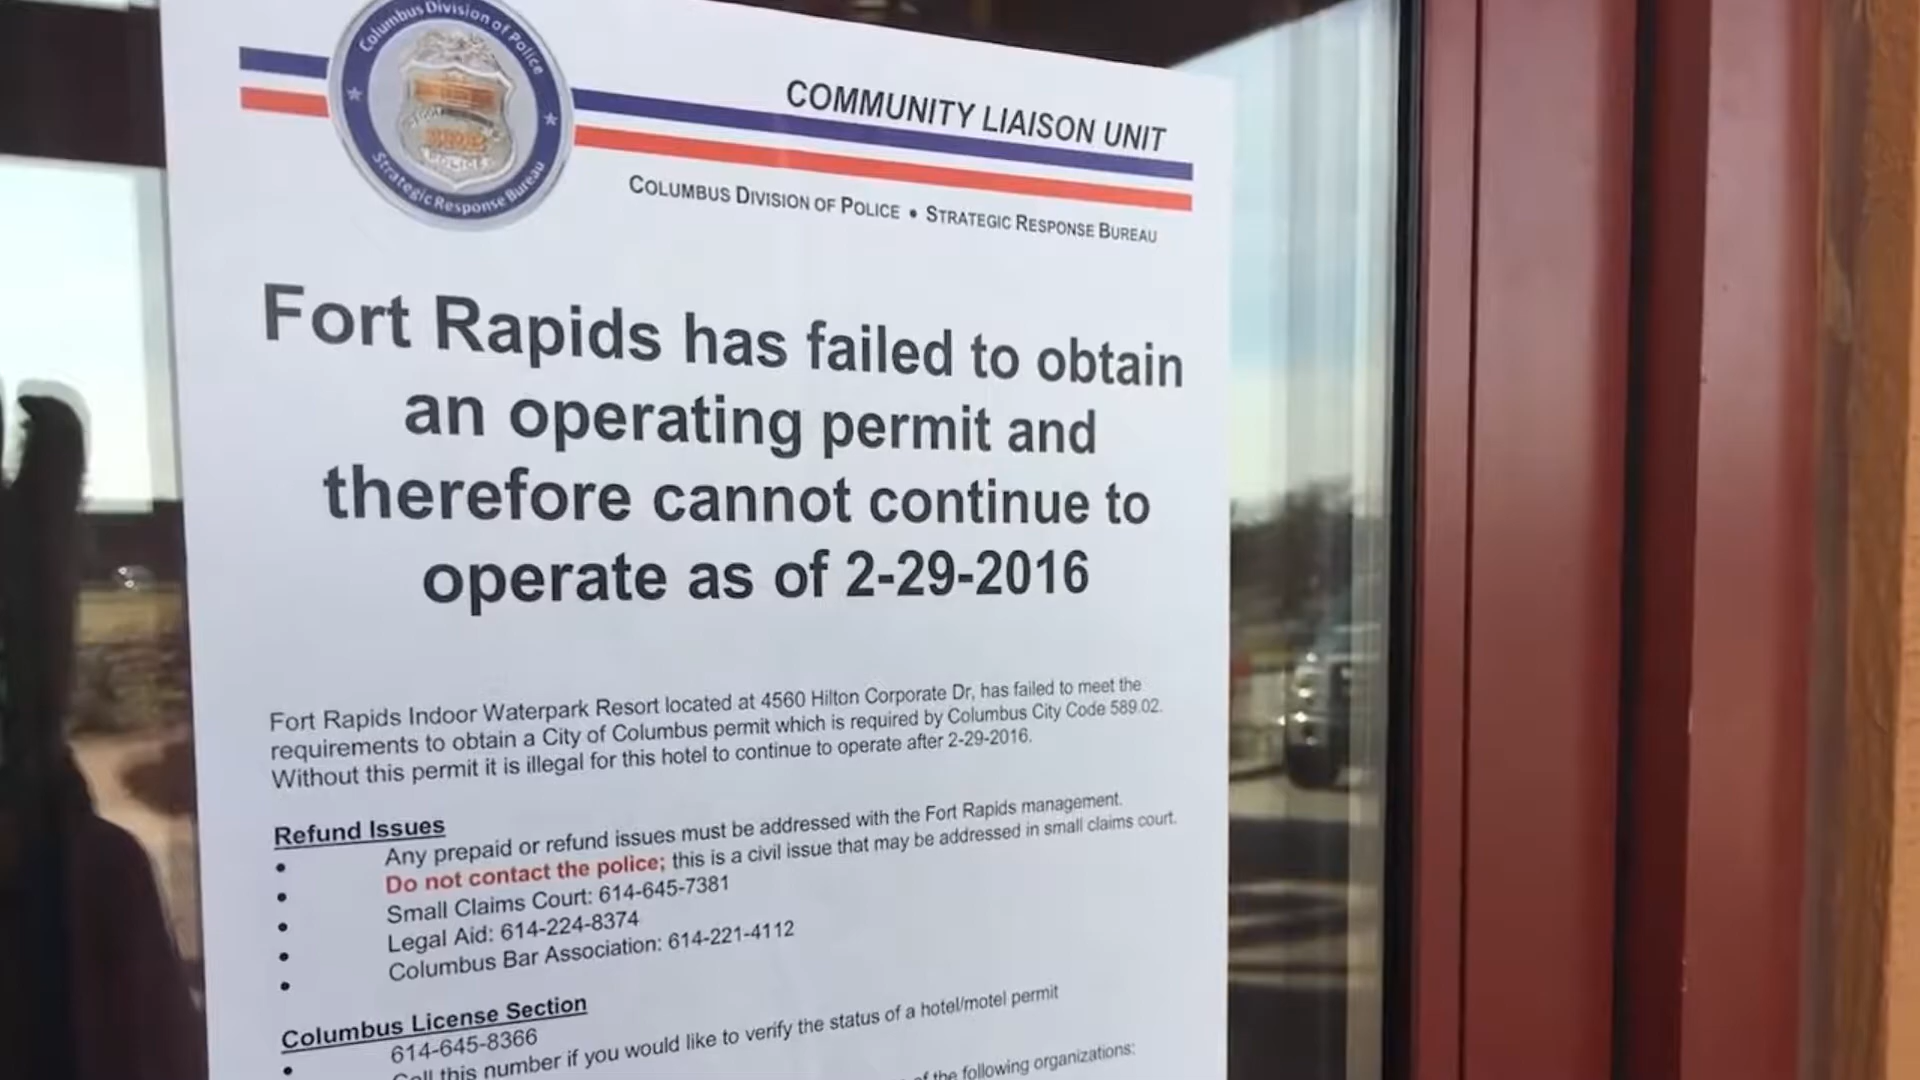 Columbus Division of Police
Strategic Response Bureau
POLICE
COMMUNITY LIAISON UNIT
COLUMBUS DIVISION OF POLICE • STRATEGIC RESPONSE BUREAU
Fort Rapids has failed to obtain
an operating permit and
therefore cannot continue to
operate as of 2-29-2016
Fort Rapids Indoor Waterpark Resort located at 4560 Hilton Corporate Dr, has failed to meet the
requirements to obtain a City of Columbus permit which is required by Columbus City Code 589.02.
Without this permit it is illegal for this hotel to continue to operate after 2-29-2016.
Refund Issues
• Any prepaid or refund issues must be addressed with the Fort Rapids management.
• Do not contact the police; this is a civil issue that may be addressed in small claims court.
• Small Claims Court: 614-645-7381
• Legal Aid: 614-224-8374
• Columbus Bar Association: 614-221-4112
Columbus License Section
• 614-645-8366
Call this number if you would like to verify the status of a hotel/motel permit
of the following organizations: